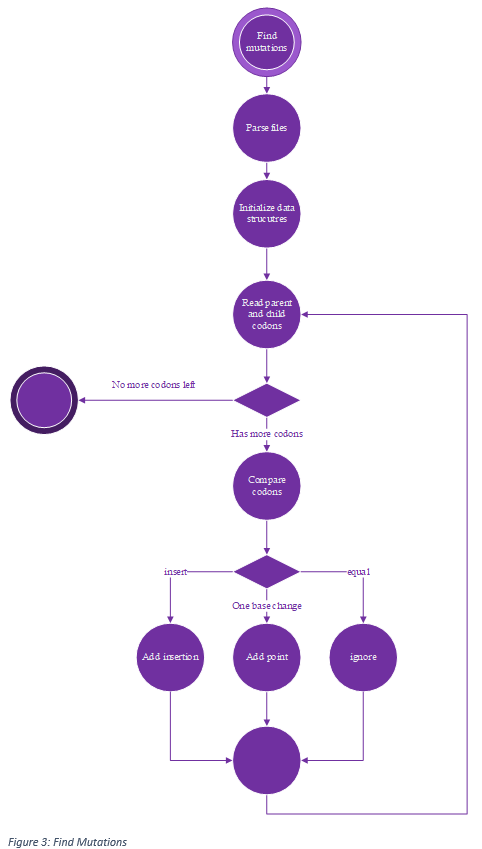 Find
mutations
Parse files
Initialize data
strucutres
Read parent
and child
codons
No more codons left
Has more codons
Compare
codons
insert
equal
One base change
Add insertion
Add point
ignore
Figure 3: Find Mutations